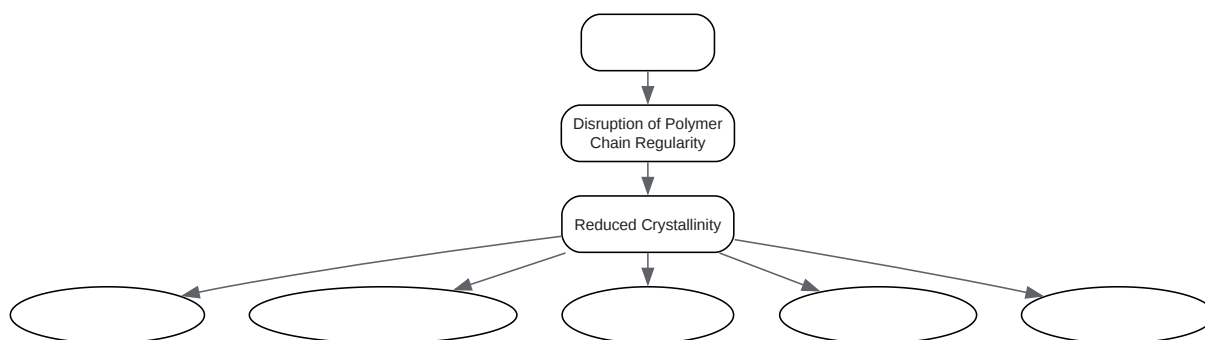 Disruption of Polymer
Chain Regularity
Reduced Crystallinity